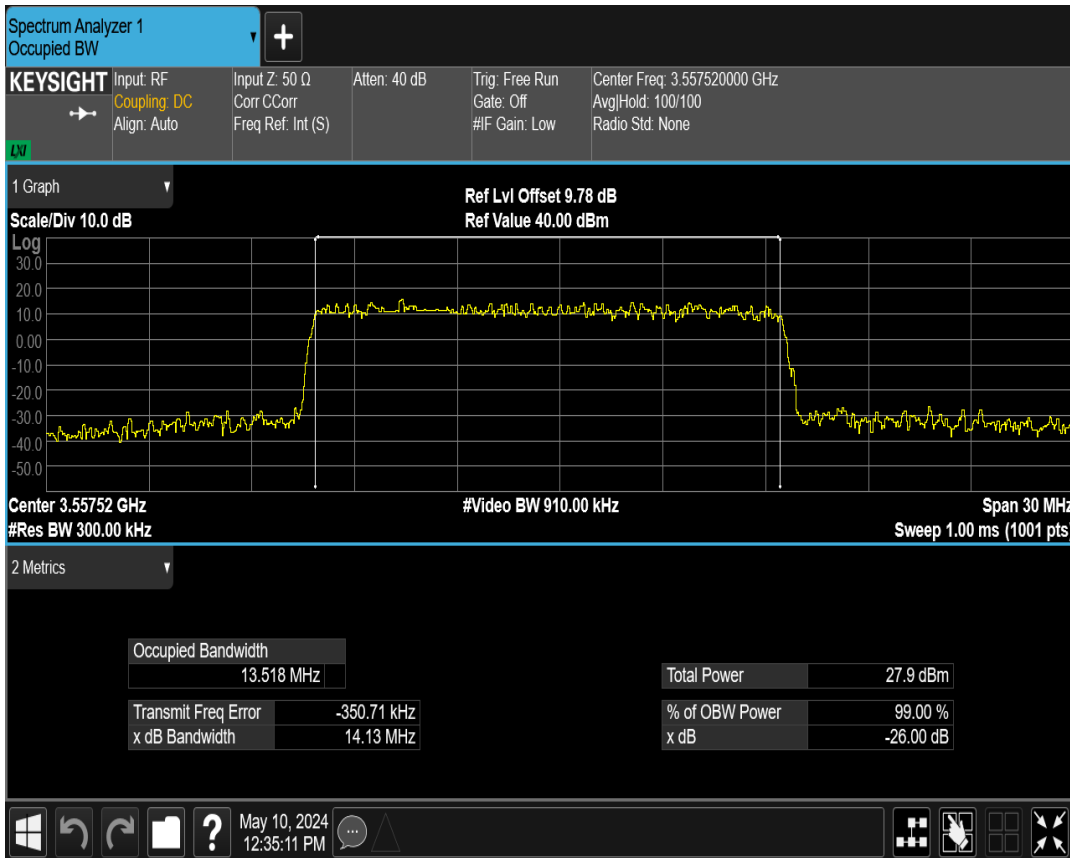 Spectrum Analyzer 1
Occupied BW
+
KEYSIGHT
LXI
Input: RF
Coupling: DC
Align: Auto
Input Z: 50 Ω
Corr CCorr
Freq Ref: Int (S)
Atten: 40 dB
Trig: Free Run
Gate: Off
#IF Gain: Low
Center Freq: 3.557520000 GHz
Avg|Hold: 100/100
Radio Std: None
1 Graph
Ref Lvl Offset 9.78 dB
Scale/Div 10.0 dB
Ref Value 40.00 dBm
Log
30.0
20.0
10.0
0.00
-10.0
-20.0
-30.0
-40.0
-50.0
Center 3.55752 GHz
#Video BW 910.00 kHz
Span 30 MHz
#Res BW 300.00 kHz
Sweep 1.00 ms (1001 pts)
2 Metrics
Occupied Bandwidth
13.518 MHz
Total Power 27.9 dBm
Transmit Freq Error -350.71 kHz
% of OBW Power 99.00 %
x dB Bandwidth 14.13 MHz
x dB -26.00 dB
?
May 10, 2024
12:35:11 PM